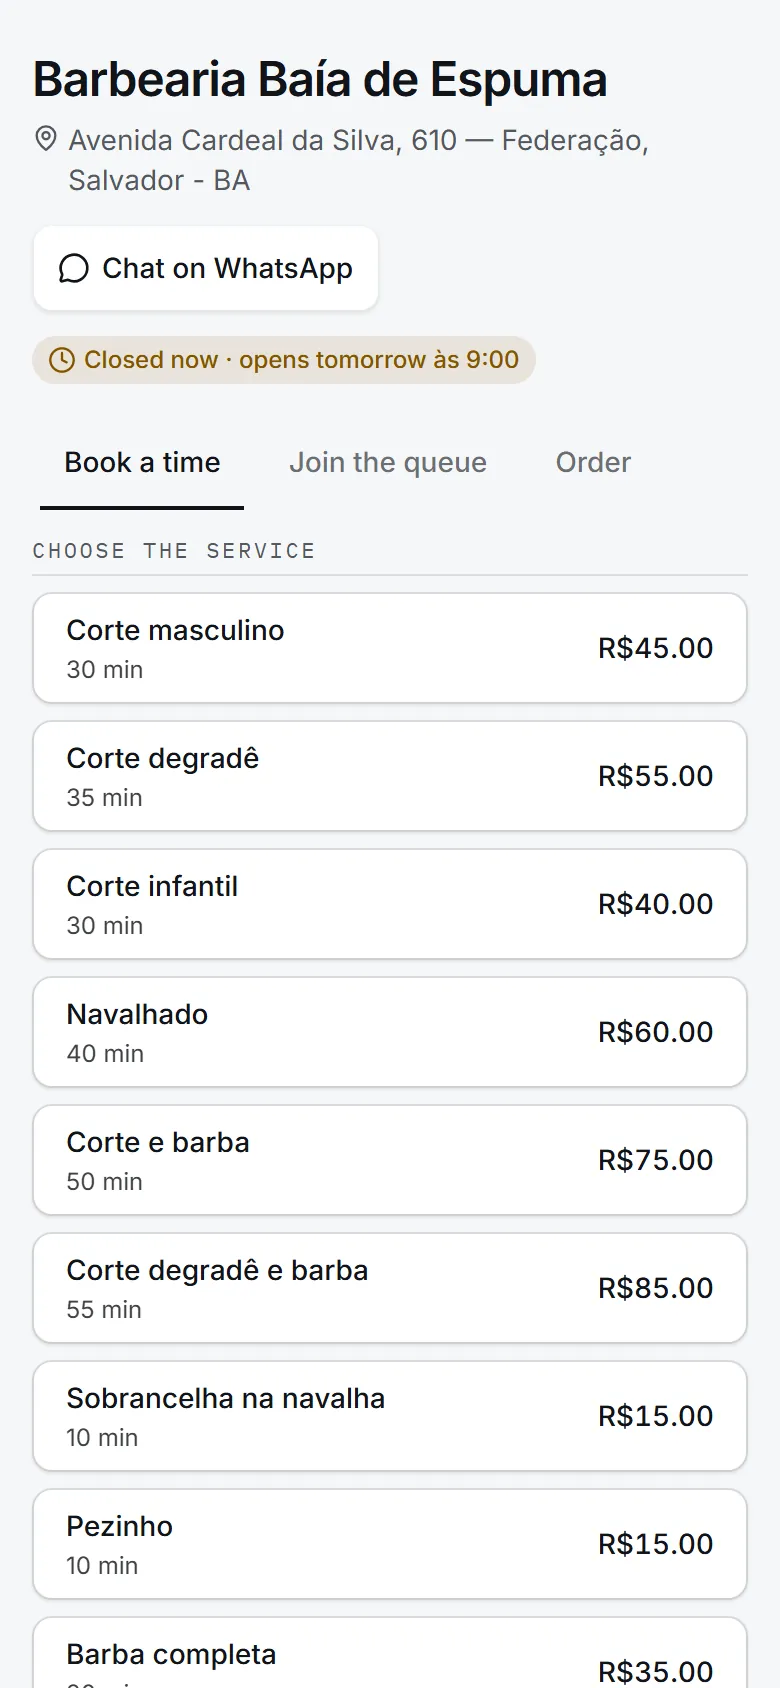 Barbearia Baía de Espuma
Avenida Cardeal da Silva, 610 — Federação,
Salvador - BA
Chat on WhatsApp
Closed now · opens tomorrow às 9:00
Book a time
Join the queue
Order
CHOOSE THE SERVICE
Corte masculino
30 min
R$45.00
Corte degradê
35 min
R$55.00
Corte infantil
30 min
R$40.00
Navalhado
40 min
R$60.00
Corte e barba
50 min
R$75.00
Corte degradê e barba
55 min
R$85.00
Sobrancelha na navalha
10 min
R$15.00
Pezinho
10 min
R$15.00
Barba completa
R$35.00